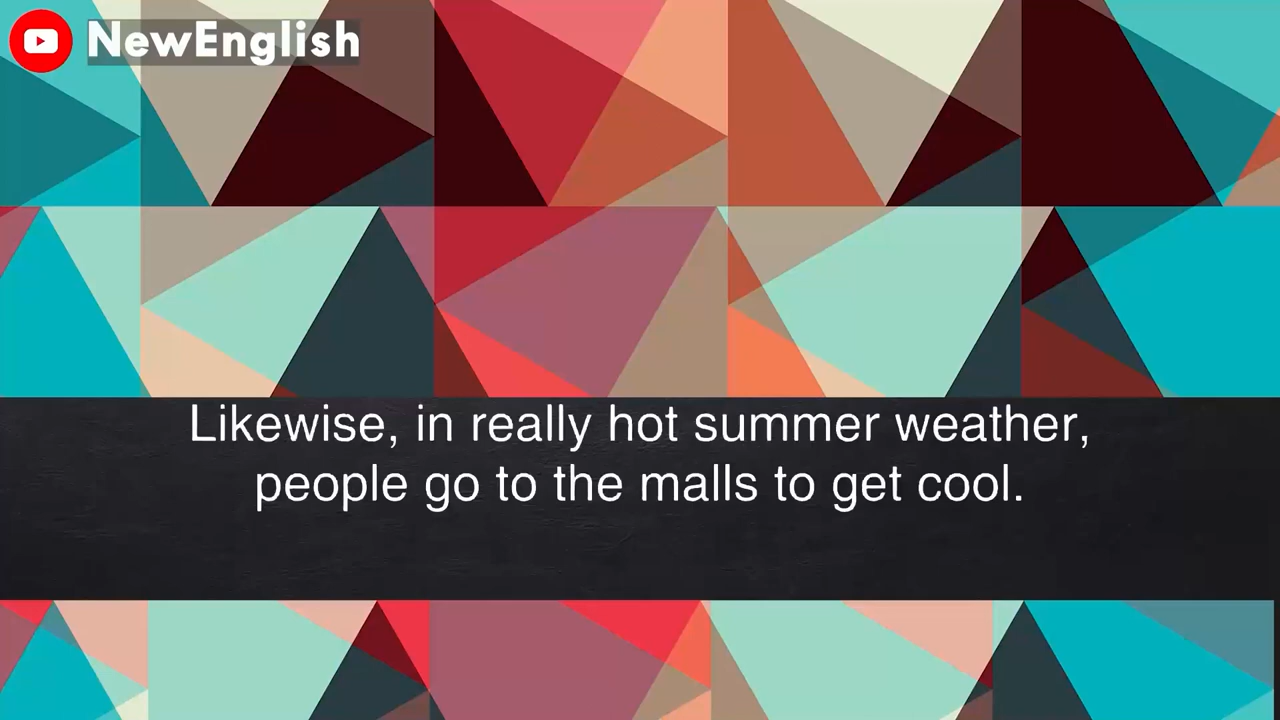 NewEnglish
Likewise, in really hot summer weather,
people go to the malls to get cool.